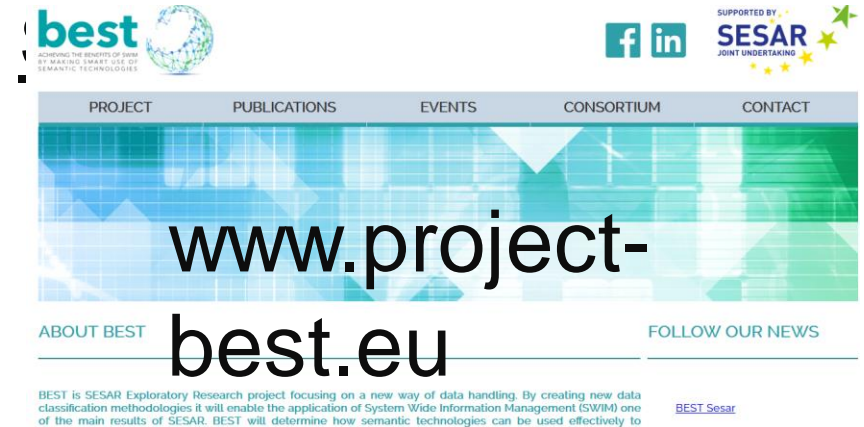 best
ACHIEVING THE BENEFITS OF SWIM
BY MAKING SMART USE OF
SEMANTIC TECHNOLOGIES
f in
SUPPORTED BY
SESAR
JOINT UNDERTAKING
PROJECT PUBLICATIONS EVENTS CONSORTIUM CONTACT
www.project-
best.eu
ABOUT BEST
FOLLOW OUR NEWS
BEST is SESAR Exploratory Research project focusing on a new way of data handling. By creating new data
classification methodologies it will enable the application of System Wide Information Management (SWIM) one
of the main results of SESAR. BEST will determine how semantic technologies can be used effectively to
BEST Sesar